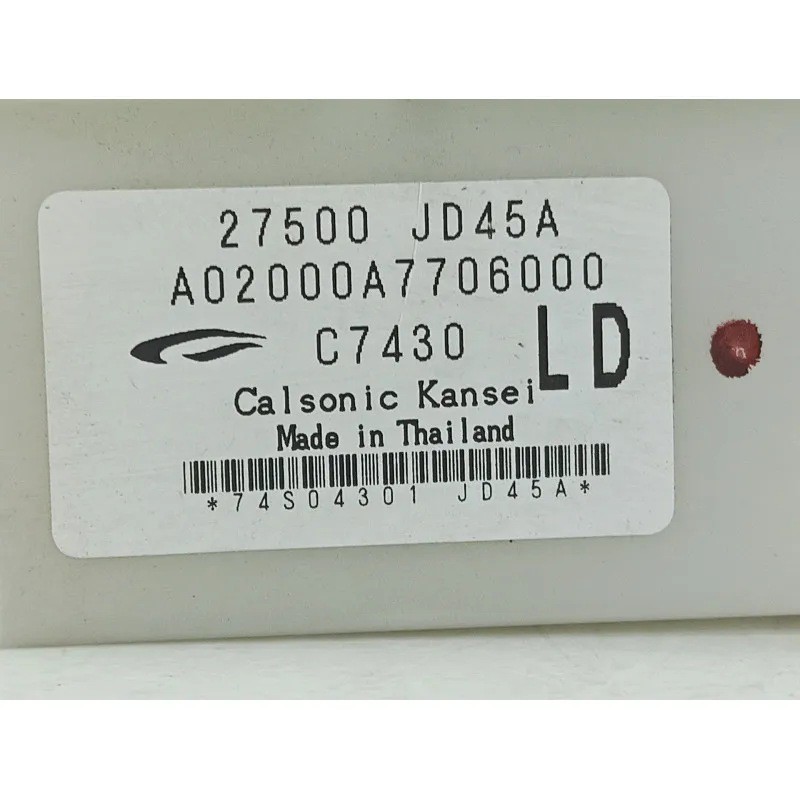 27500 JD45A
A02000A7706000
C7430 LD
Calsonic Kansei
Made in Thailand
*74S04301 JD45A*